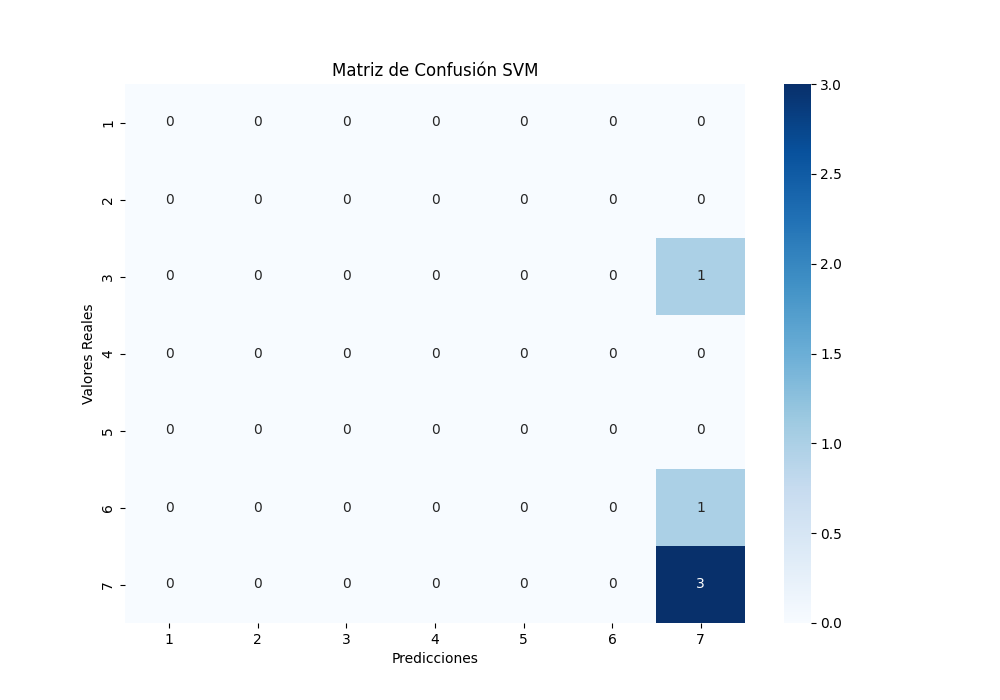 Matriz de Confusión SVM
Valores Reales
1 0 0 0 0 0 0 0
2 0 0 0 0 0 0 0
3 0 0 0 0 0 0 1
4 0 0 0 0 0 0 0
5 0 0 0 0 0 0 0
6 0 0 0 0 0 0 1
7 0 0 0 0 0 0 3
1 2 3 4 5 6 7
Predicciones
3.0
2.5
2.0
1.5
1.0
0.5
0.0